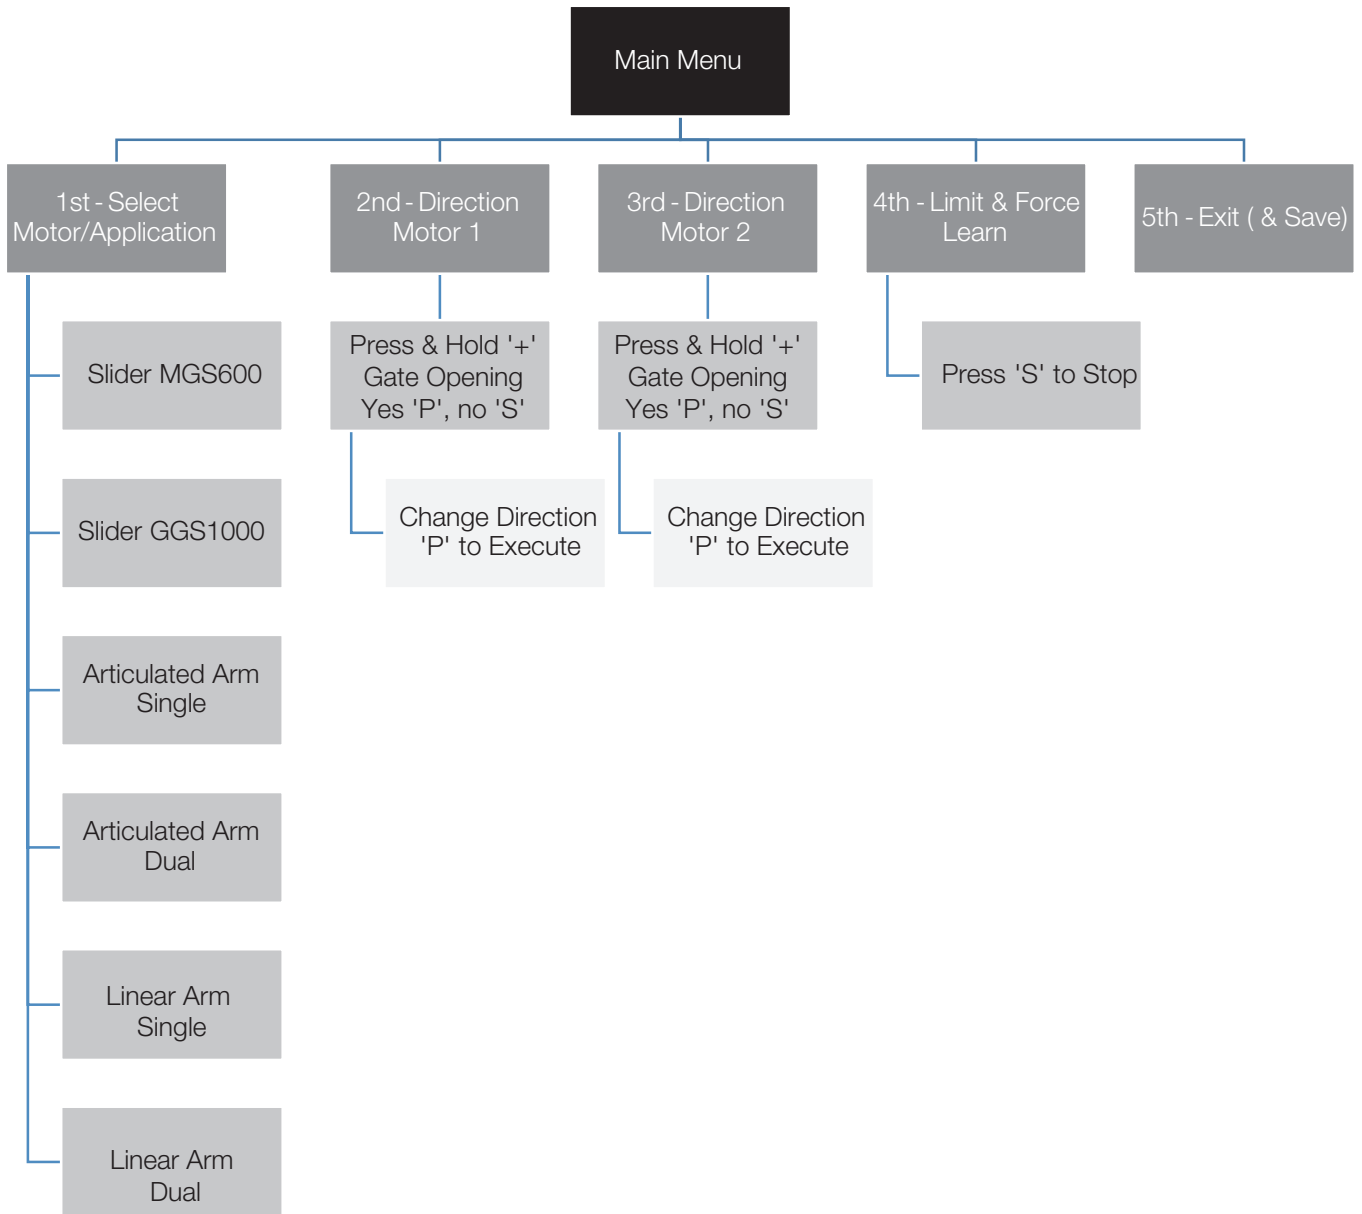 Main Menu
1st - Select
Motor/Application
2nd - Direction
Motor 1
3rd - Direction
Motor 2
4th - Limit & Force
Learn
5th - Exit ( & Save)
Slider MGS600
Slider GGS1000
Articulated Arm
Single
Articulated Arm
Dual
Linear Arm
Single
Linear Arm
Dual
Press & Hold '+'
Gate Opening
Yes 'P', no 'S'
Change Direction
'P' to Execute
Press & Hold '+'
Gate Opening
Yes 'P', no 'S'
Change Direction
'P' to Execute
Press 'S' to Stop